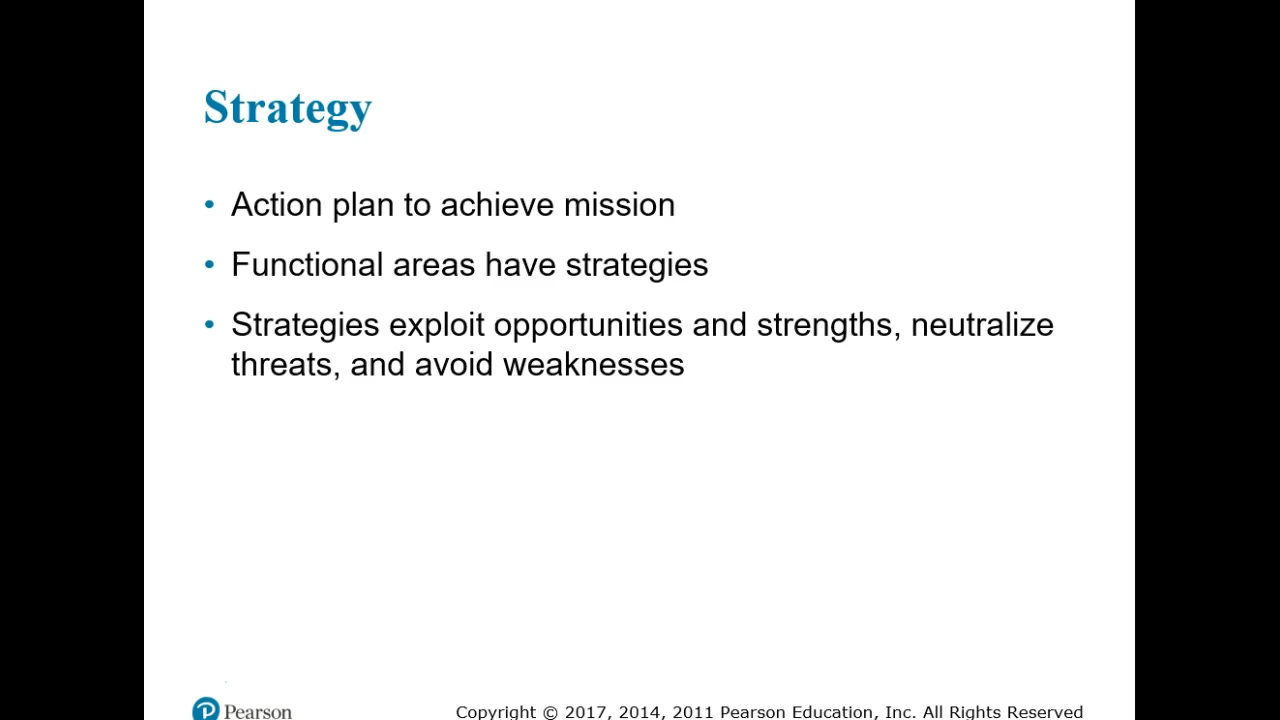 Strategy
• Action plan to achieve mission
• Functional areas have strategies
• Strategies exploit opportunities and strengths, neutralize
threats, and avoid weaknesses
Pearson
Copyright © 2017, 2014, 2011 Pearson Education, Inc. All Rights Reserved